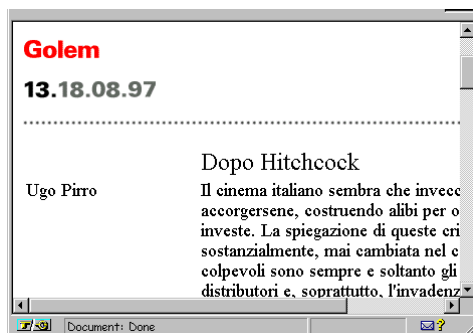 Golem
13.18.08.97
Dopo Hitchcock
Ugo Pirro
Il cinema italiano sembra che invecc
accorgersene, costruendo alibi per o
investe. La spiegazione di queste cri
sostanzialmente, mai cambiata nel c
colpevoli sono sempre e soltanto gli
distributori e, soprattutto, l'invadenz
Document: Done